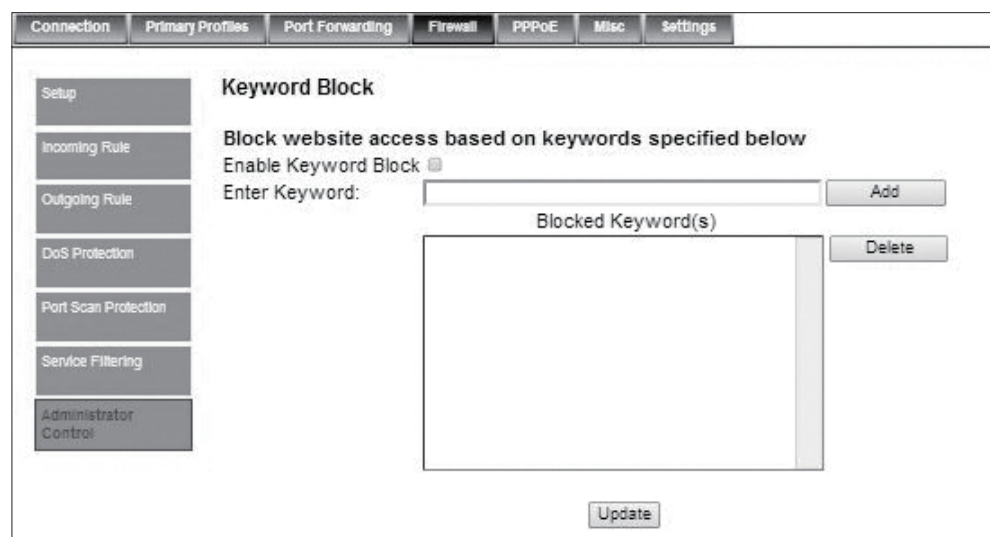 Connection Primary Profiles Port Forwarding Firewall PPPoE Misc Settings
Setup
Incoming Rule
Outgoing Rule
DoS Protection
Port Scan Protection
Service Filtering
Administrator
Control
Keyword Block
Block website access based on keywords specified below
Enable Keyword Block
Enter Keyword: Add
Blocked Keyword(s)
Delete
Update